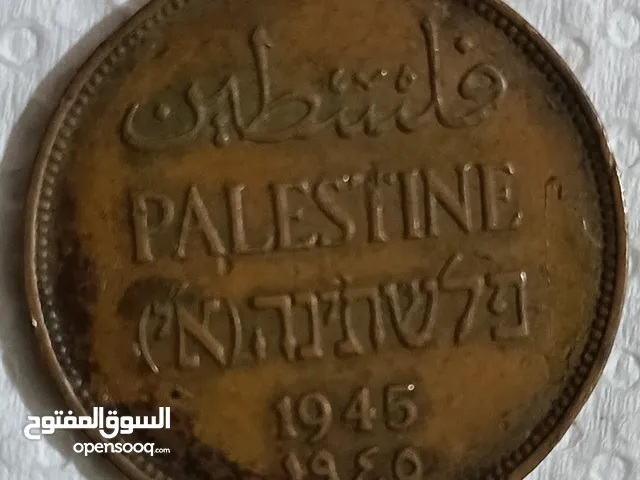 فلسطين
PALESTINE
פלשתינה (א״י)
1945
١٩٤٥
السوق المفتوح
opensooq.com